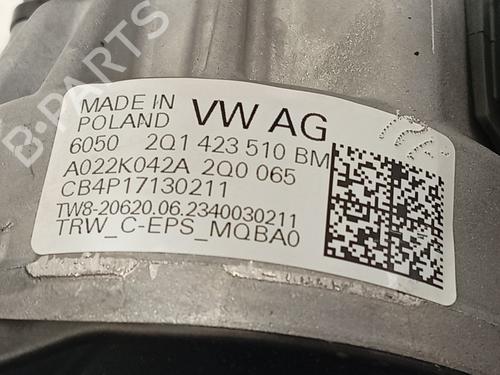 B-PARTS
MADE IN
POLAND
VW AG
6050 2Q1 423 510 BM
A022K042A 2Q0 065
CB4P17130211
TW8-20620.06.2340030211
TRW_C-EPS_MQBA0